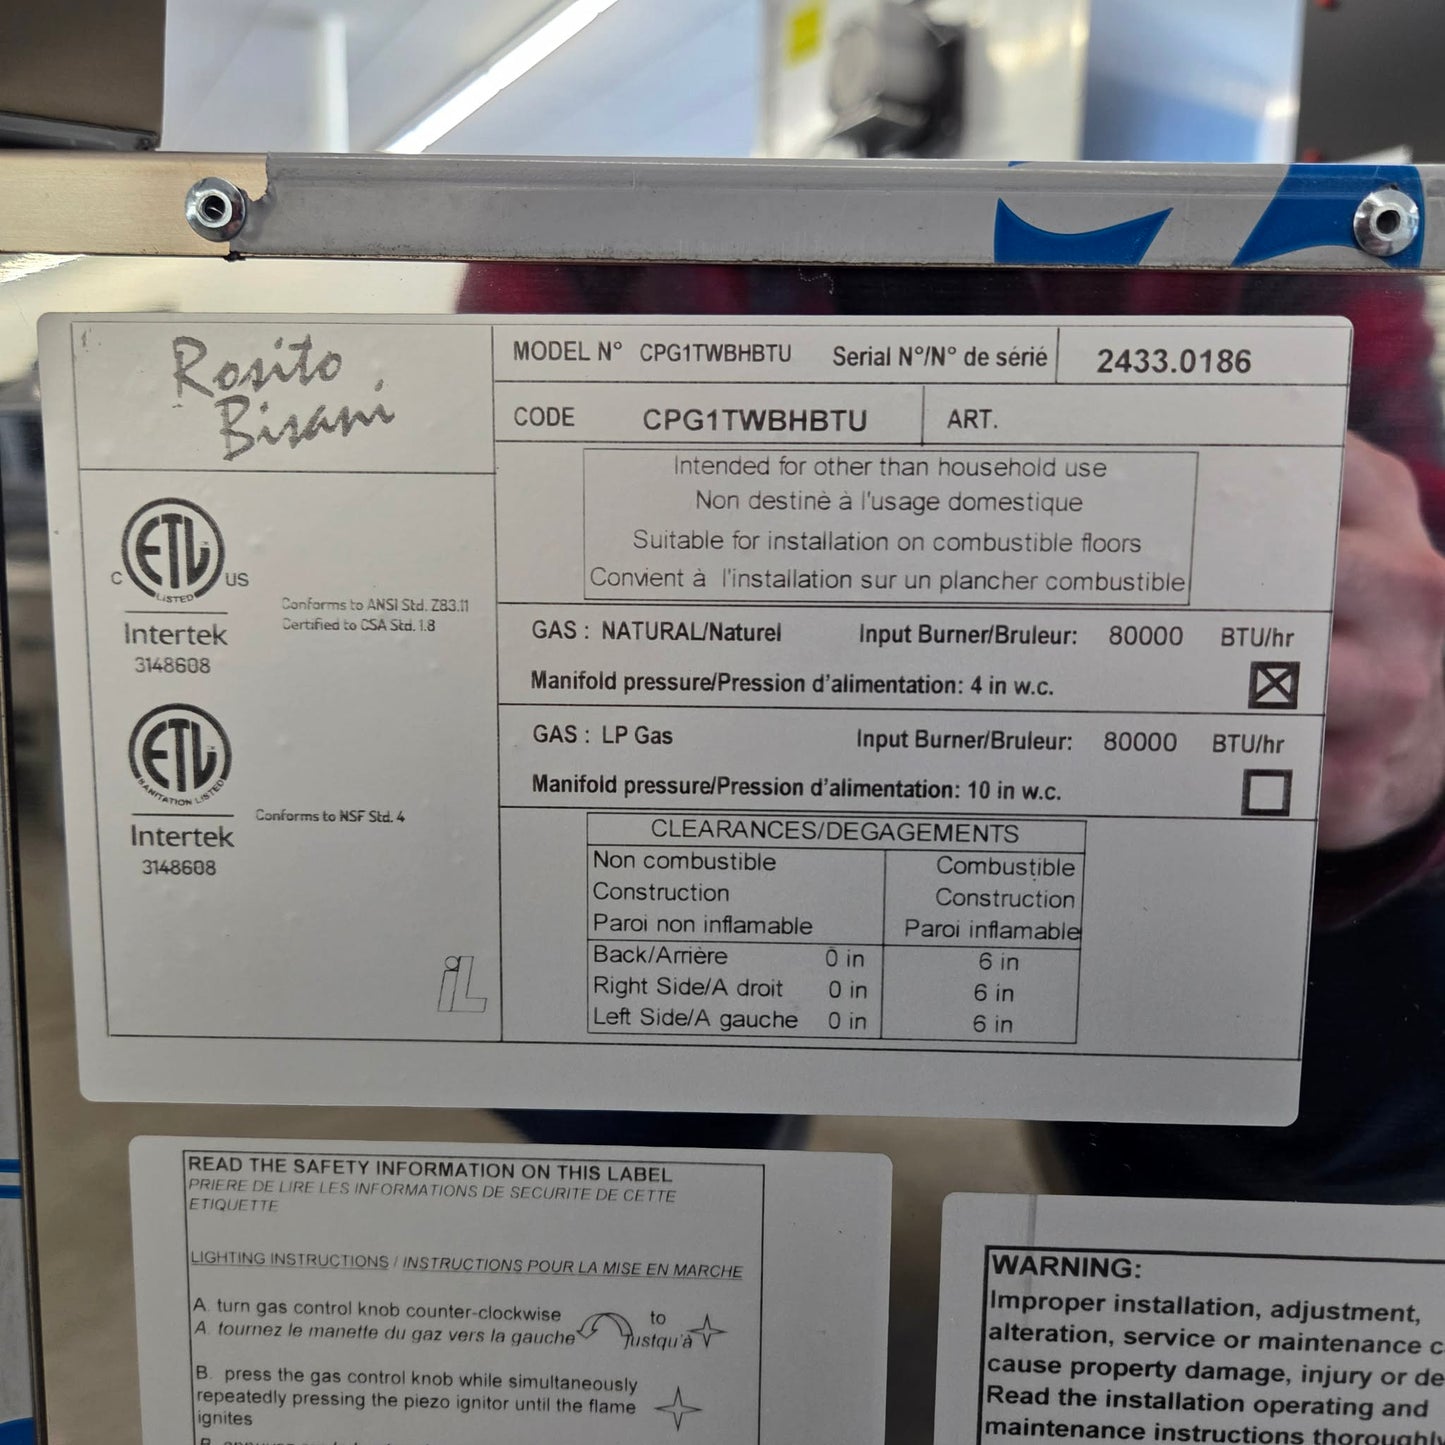 Rosito
Bisani
MODEL N° CPG1TWBHBTU Serial N°/N° de série 2433.0186
CODE CPG1TWBHBTU ART.
Intended for other than household use
Non destinè à l'usage domestique
Suitable for installation on combustible floors
Convient à l'installation sur un plancher combustible
C ETL US
LISTED
Intertek
3148608
Conforms to ANSI Std. Z83.11
Certified to CSA Std. 1.8
GAS : NATURAL/Naturel Input Burner/Bruleur: 80000 BTU/hr
Manifold pressure/Pression d'alimentation: 4 in w.c.
GAS : LP Gas Input Burner/Bruleur: 80000 BTU/hr
Manifold pressure/Pression d'alimentation: 10 in w.c.
ETL
SANITATION LISTED
Intertek
3148608
Conforms to NSF Std. 4
iL
CLEARANCES/DEGAGEMENTS
Non combustible Combustible
Construction Construction
Paroi non inflamable Paroi inflamable
Back/Arrière 0 in 6 in
Right Side/A droit 0 in 6 in
Left Side/A gauche 0 in 6 in
READ THE SAFETY INFORMATION ON THIS LABEL
PRIERE DE LIRE LES INFORMATIONS DE SECURITE DE CETTE
ETIQUETTE
LIGHTING INSTRUCTIONS / INSTRUCTIONS POUR LA MISE EN MARCHE
A. turn gas control knob counter-clockwise to
A. tournez le manette du gaz vers la gauche justqu'à
B. press the gas control knob while simultaneously
repeatedly pressing the piezo ignitor until the flame
ignites
WARNING:
Improper installation, adjustment,
alteration, service or maintenance c
cause property damage, injury or de
Read the installation operating and
maintenance instructions thoroughly